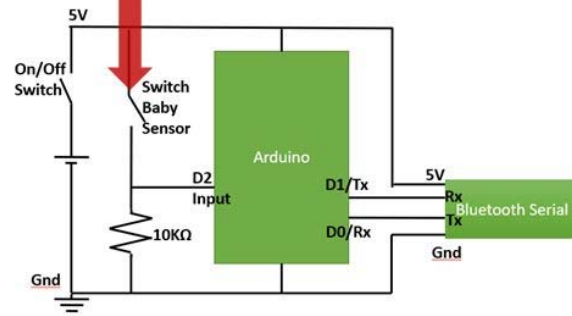 5V
On/Off
Switch
Switch
Baby
Sensor
Arduino
D2
Input
D1/Tx
D0/Rx
5V
Rx
Bluetooth Serial
Tx
Gnd
10KΩ
Gnd